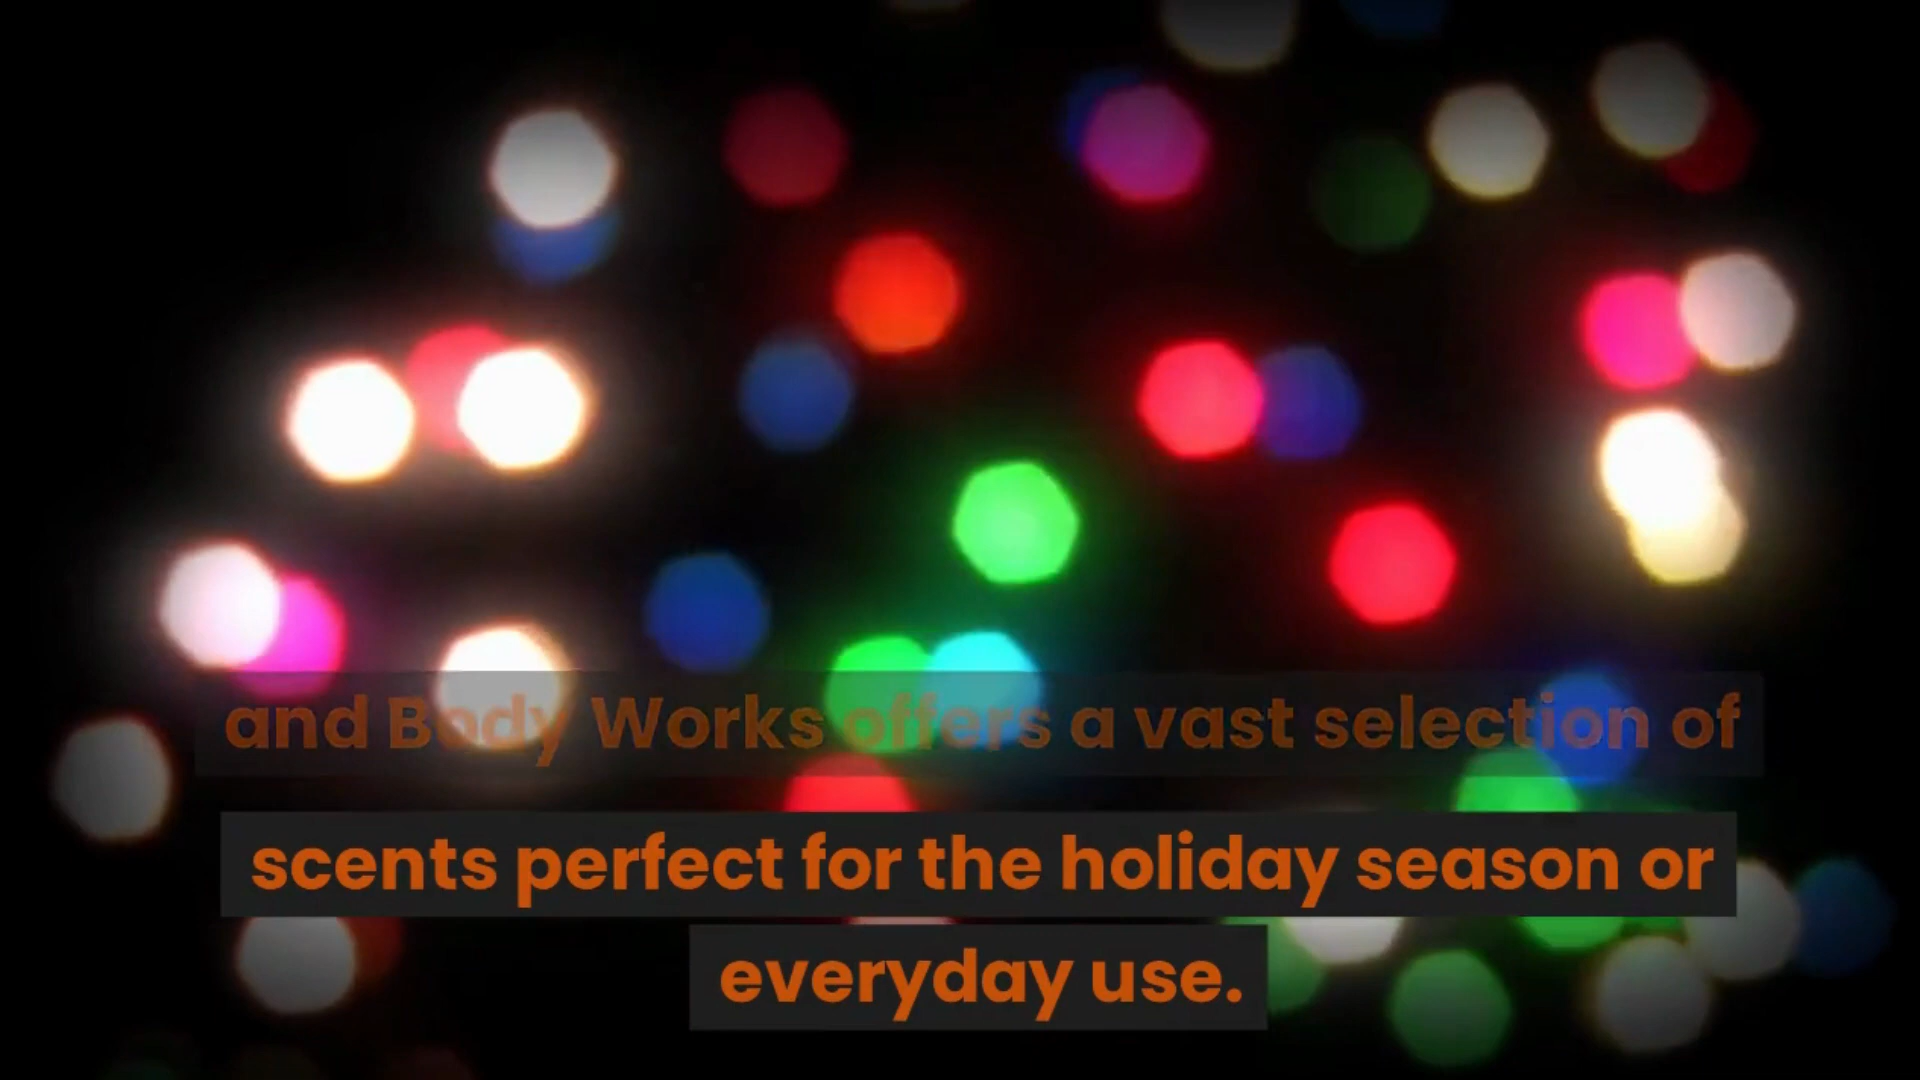 and Body Works offers a vast selection of
scents perfect for the holiday season or
everyday use.